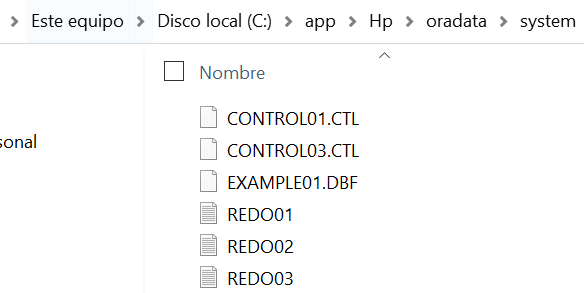 Este equipo > Disco local (C:) > app > Hp > oradata > system
Nombre
sonal
CONTROL01.CTL
CONTROL03.CTL
EXAMPLE01.DBF
REDO01
REDO02
REDO03